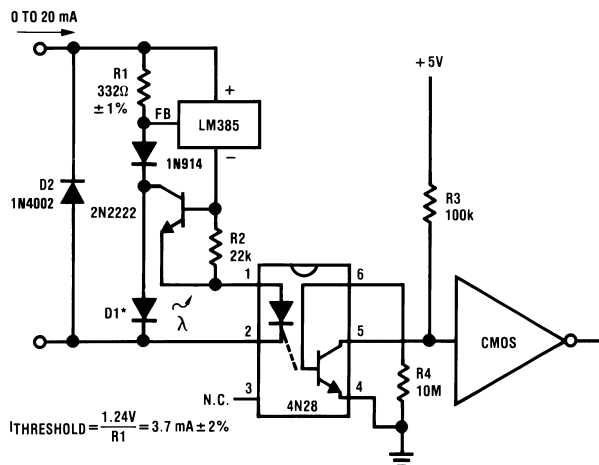 0 TO 20 mA
R1
332Ω
±1%
FB
+
LM385
−
+5V
1N914
D2
1N4002
2N2222
R2
22k
R3
100k
1
6
D1*
λ
2
5
CMOS
3
4
N.C.
4N28
R4
10M
ITHRESHOLD = 1.24V / R1 = 3.7 mA ± 2%